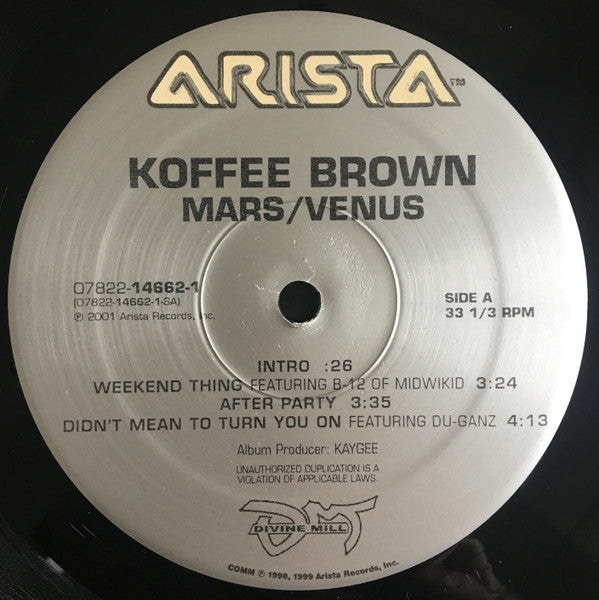 ARISTA™
KOFFEE BROWN
MARS/VENUS
07822-14662-1
(07822-14662-1-SA)
℗ 2001 Arista Records, Inc.
SIDE A
33 1/3 RPM
INTRO :26
WEEKEND THING FEATURING B-12 OF MIDWIKID 3:24
AFTER PARTY 3:35
DIDN'T MEAN TO TURN YOU ON FEATURING DU-GANZ 4:13
Album Producer: KAYGEE
UNAUTHORIZED DUPLICATION IS A
VIOLATION OF APPLICABLE LAWS.
DM
DIVINE MILL
COMM ℗ 1998, 1999 Arista Records, Inc.